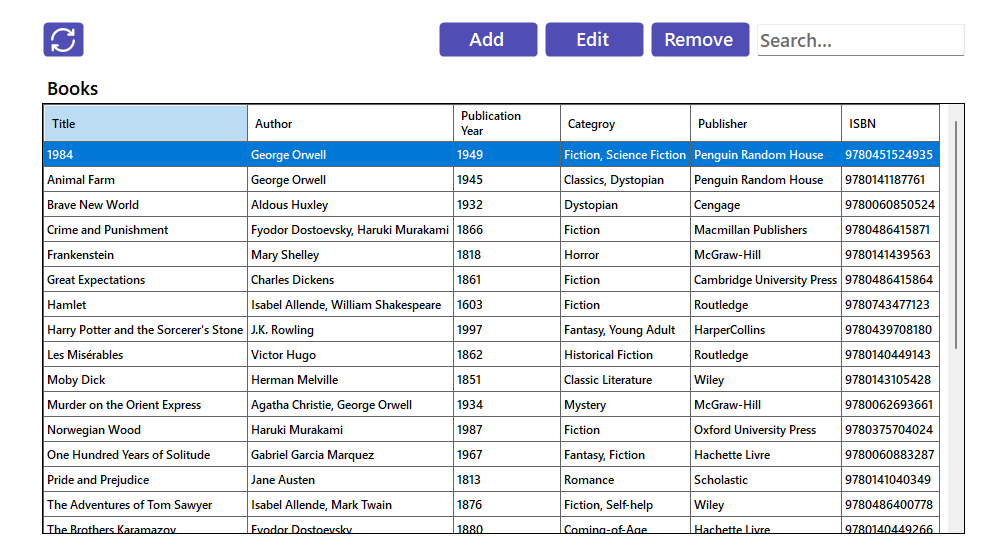 Add Edit Remove Search...
Books
Title Author Publication Year Categroy Publisher ISBN
1984 George Orwell 1949 Fiction, Science Fiction Penguin Random House 9780451524935
Animal Farm George Orwell 1945 Classics, Dystopian Penguin Random House 9780141187761
Brave New World Aldous Huxley 1932 Dystopian Cengage 9780060850524
Crime and Punishment Fyodor Dostoevsky, Haruki Murakami 1866 Fiction Macmillan Publishers 9780486415871
Frankenstein Mary Shelley 1818 Horror McGraw-Hill 9780141439563
Great Expectations Charles Dickens 1861 Fiction Cambridge University Press 9780486415864
Hamlet Isabel Allende, William Shakespeare 1603 Fiction Routledge 9780743477123
Harry Potter and the Sorcerer's Stone J.K. Rowling 1997 Fantasy, Young Adult HarperCollins 9780439708180
Les Misérables Victor Hugo 1862 Historical Fiction Routledge 9780140449143
Moby Dick Herman Melville 1851 Classic Literature Wiley 9780143105428
Murder on the Orient Express Agatha Christie, George Orwell 1934 Mystery McGraw-Hill 9780062693661
Norwegian Wood Haruki Murakami 1987 Fiction Oxford University Press 9780375704024
One Hundred Years of Solitude Gabriel Garcia Marquez 1967 Fantasy, Fiction Hachette Livre 9780060883287
Pride and Prejudice Jane Austen 1813 Romance Scholastic 9780141040349
The Adventures of Tom Sawyer Isabel Allende, Mark Twain 1876 Fiction, Self-help Wiley 9780486400778
The Brothers Karamazov Fyodor Dostoevsky 1880 Coming-of-Age Hachette Livre 9780140449266